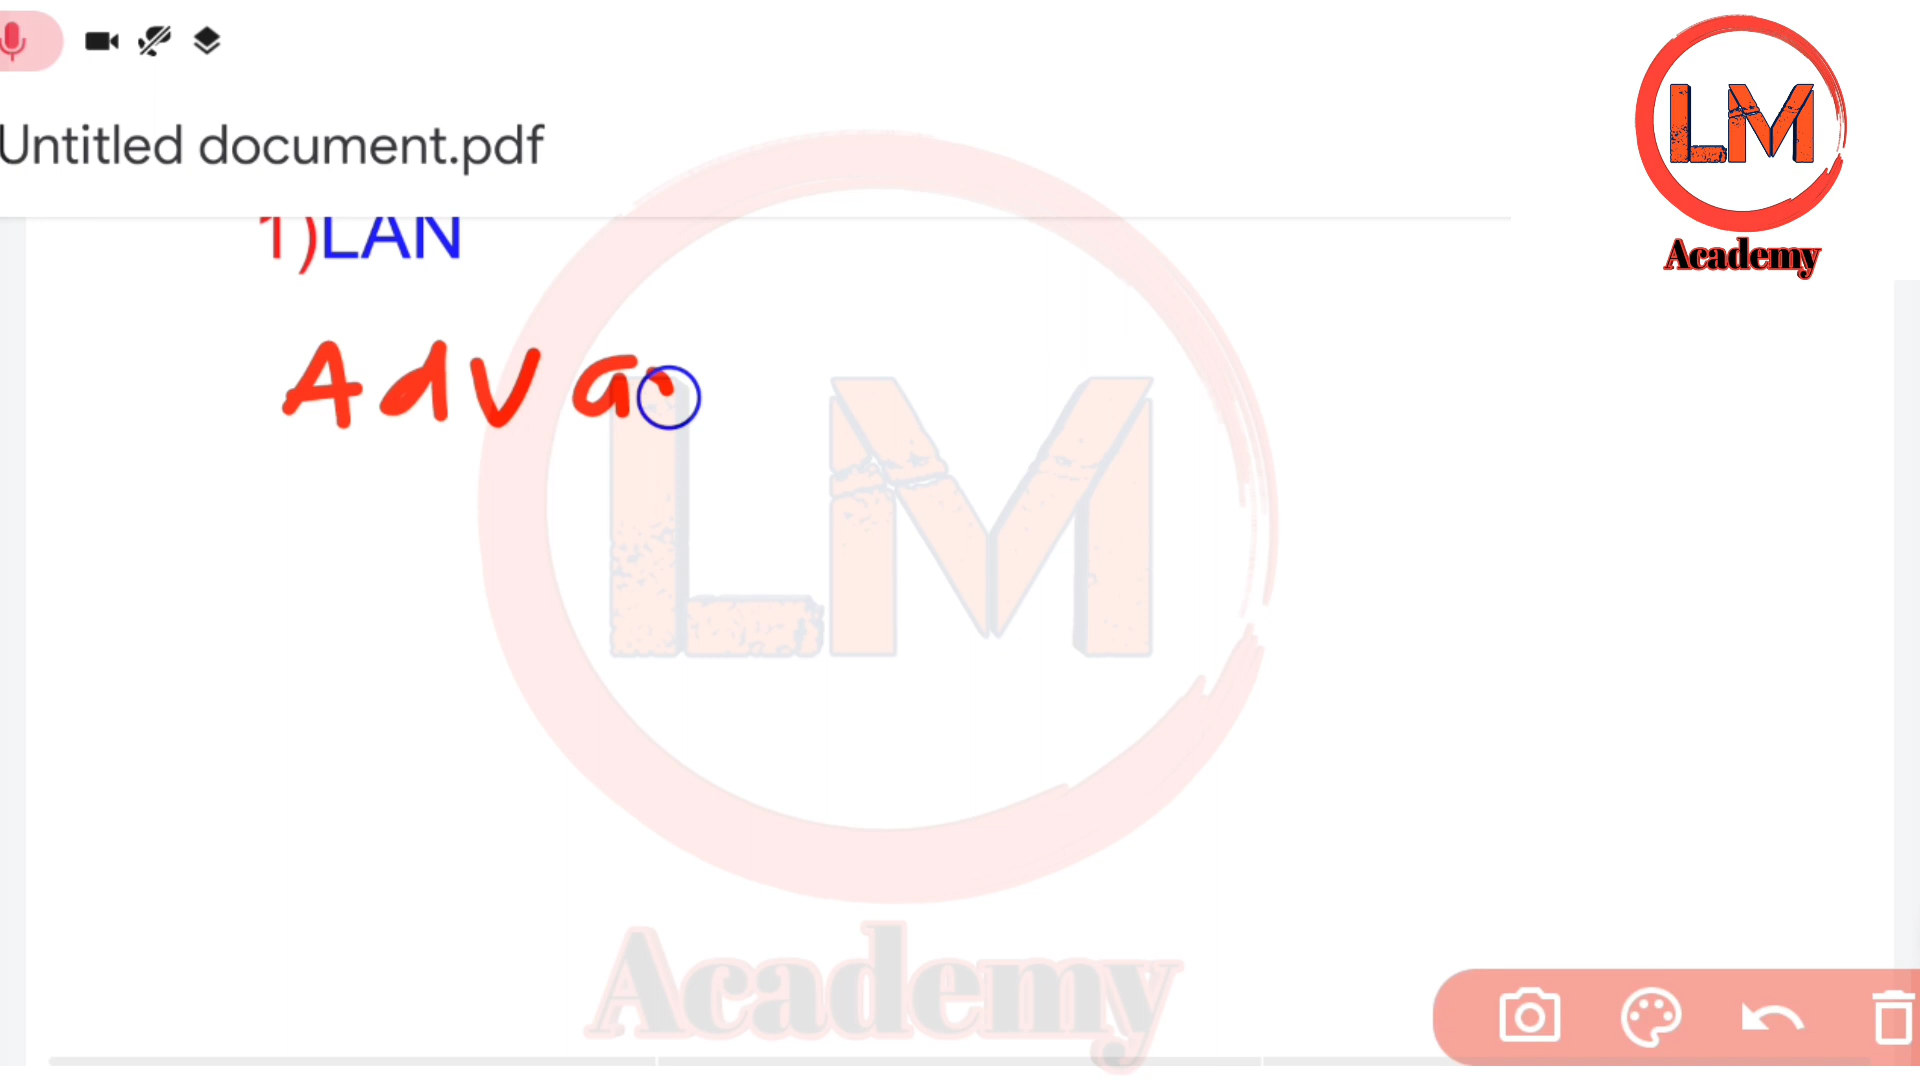 LM
Academy
Untitled document.pdf
1)LAN
Adva
LM
Academy